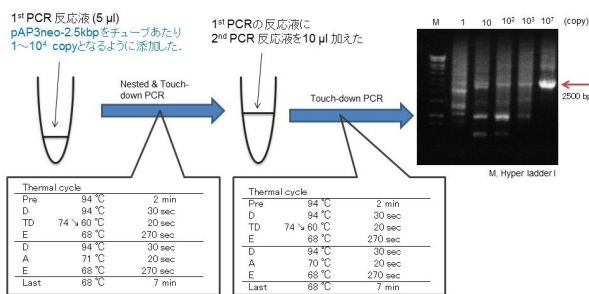 1st PCR 反応液 (5 μl)
pAP3neo-2.5kbpをチューブあたり
1～10⁴ copyとなるように添加した.
Nested & Touch-
down PCR
1st PCRの反応液に
2nd PCR 反応液を10 μl 加えた
Touch-down PCR
M 1 10 10² 10³ 10⁷ (copy)
2500 bp
M, Hyper ladder I
Thermal cycle
Pre 94 ℃ 2 min
D 94 ℃ 30 sec
TD 74 ↘ 60 ℃ 20 sec
E 68 ℃ 270 sec
D 94 ℃ 30 sec
A 71 ℃ 20 sec
E 68 ℃ 270 sec
Last 68 ℃ 7 min
Thermal cycle
Pre 94 ℃ 2 min
D 94 ℃ 30 sec
TD 74 ↘ 60 ℃ 20 sec
E 68 ℃ 270 sec
D 94 ℃ 30 sec
A 70 ℃ 20 sec
E 68 ℃ 270 sec
Last 68 ℃ 7 min